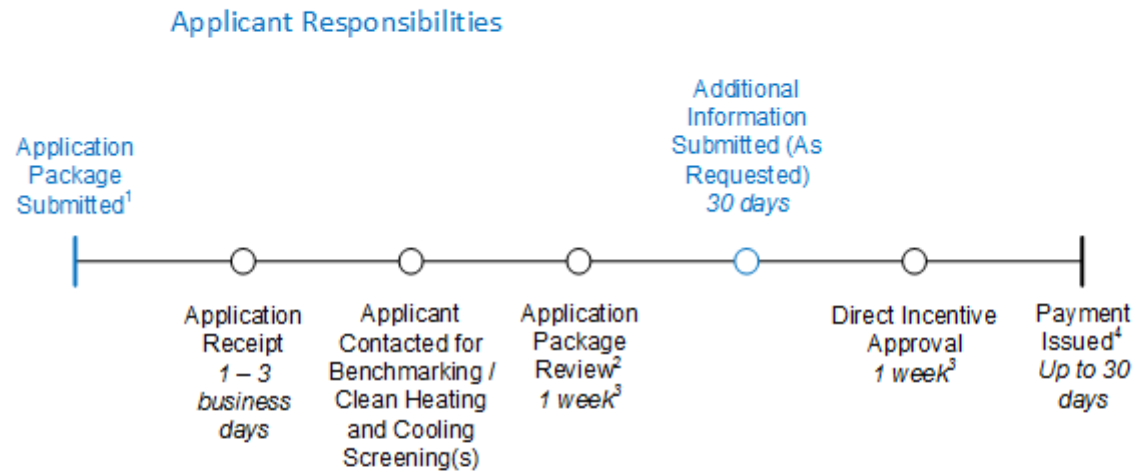 Applicant Responsibilities
Application
Package
Submitted¹
Additional
Information
Submitted (As
Requested)
30 days
Application
Receipt
1 – 3
business
days
Applicant
Contacted for
Benchmarking /
Clean Heating
and Cooling
Screening(s)
Application
Package
Review²
1 week³
Direct Incentive
Approval
1 week³
Payment
Issued⁴
Up to 30
days